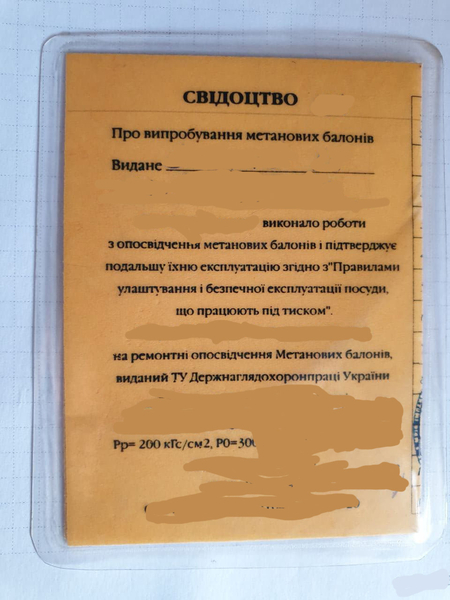 СВІДОЦТВО
Про випробування метанових балонів
Видане
виконало роботи
з опосвідчення метанових балонів і підтверджує
подальшу їхню експлуатацію згідно з"Правилами
улаштування і безпечної експлуатації посуди,
що працюють під тиском".
на ремонтні опосвідчення Метанових балонів,
виданий ТУ Держнаглядохоронпраці України
Рр= 200 кГс/см2, Р0=300